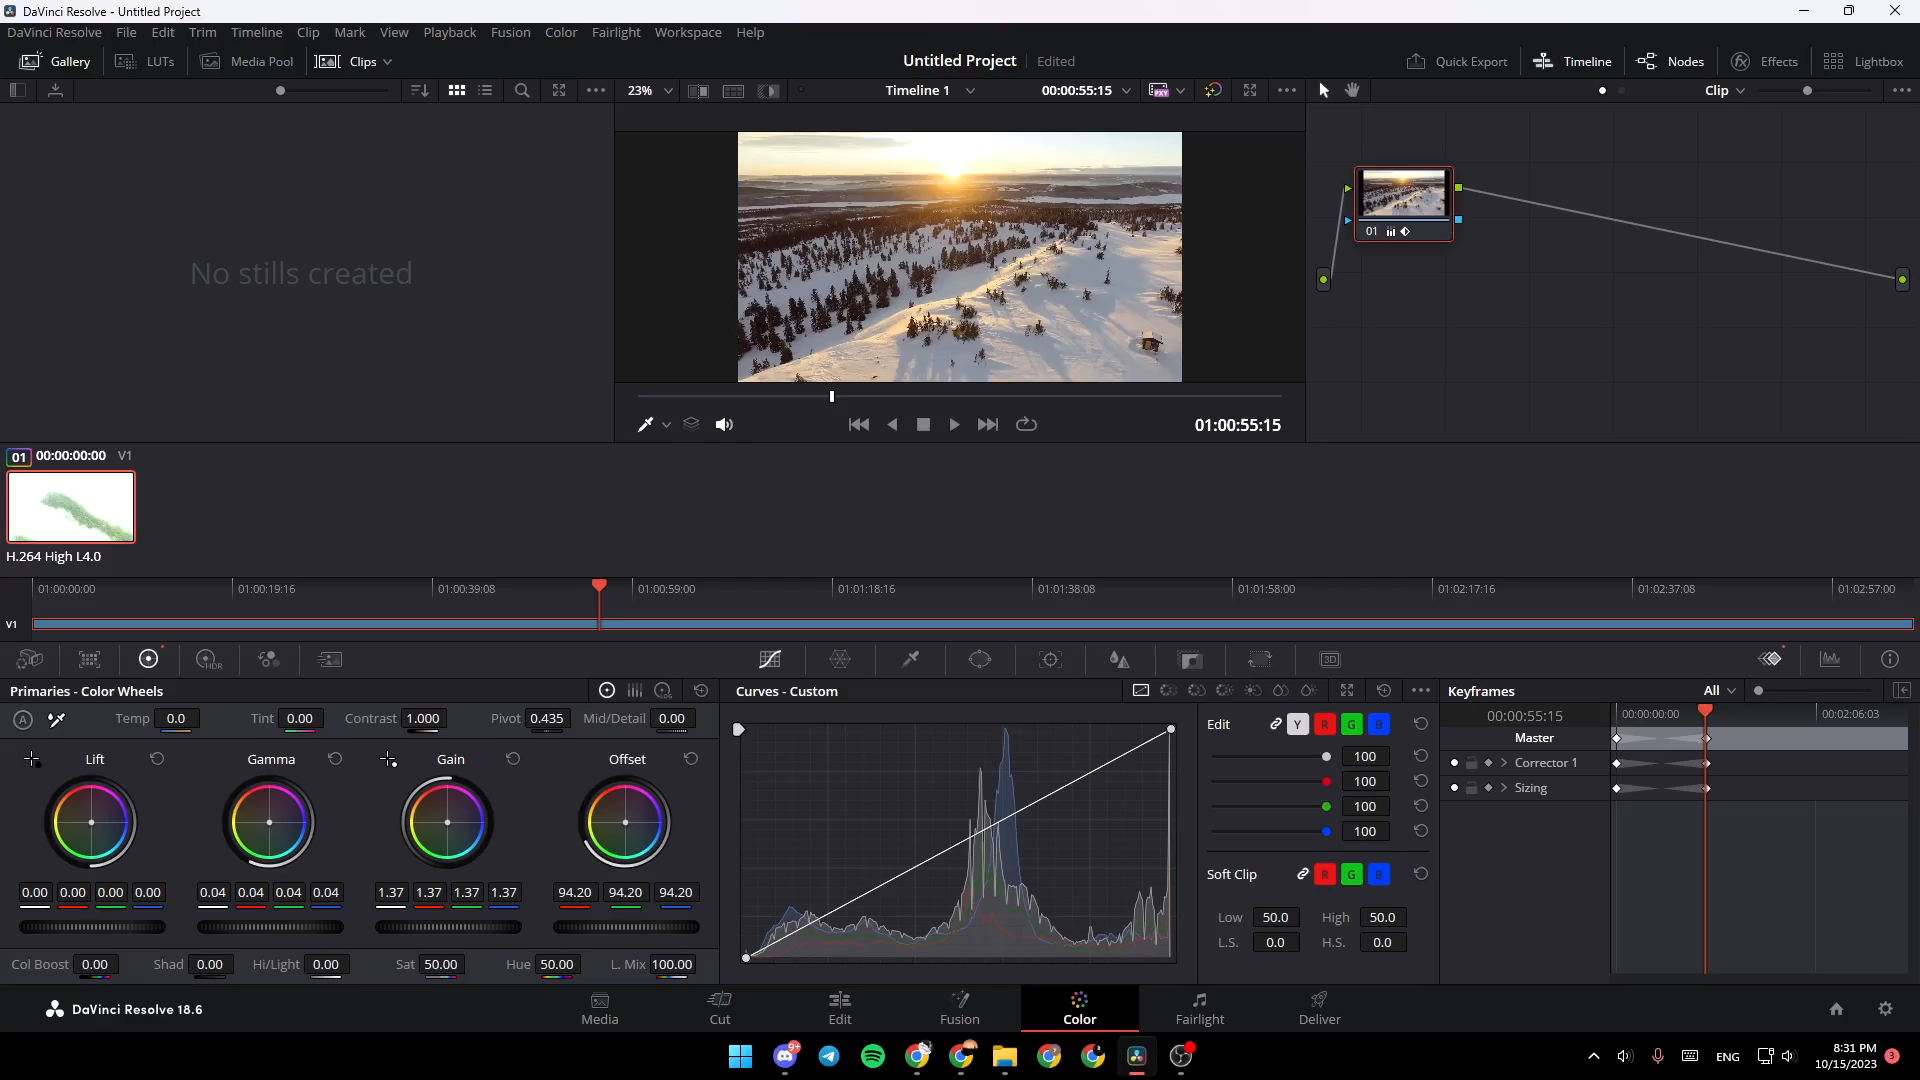 DaVinci Resolve - Untitled Project
DaVinci Resolve File Edit Trim Timeline Clip Mark View Playback Fusion Color Fairlight Workspace Help
Gallery LUTs Media Pool Clips Untitled Project Edited Quick Export Timeline Nodes Effects Lightbox
23% Timeline 1 00:00:55:15 Clip
No stills created
01
01:00:55:15
01 00:00:00:00 V1
H.264 High L4.0
01:00:00:00 01:00:19:16 01:00:39:08 01:00:59:00 01:01:18:16 01:01:38:08 01:01:58:00 01:02:17:16 01:02:37:08 01:02:57:00
V1
HDR 3D
Primaries - Color Wheels Curves - Custom Keyframes All
Temp 0.0 Tint 0.00 Contrast 1.000 Pivot 0.435 Mid/Detail 0.00
00:00:55:15 00:00:00:00 00:02:06:03
Edit Y R G B
Master
Lift Gamma Gain Offset
100
Corrector 1
100
Sizing
100
100
Soft Clip R G B
0.00 0.00 0.00 0.00 0.04 0.04 0.04 0.04 1.37 1.37 1.37 1.37 94.20 94.20 94.20
Low 50.0 High 50.0
L.S. 0.0 H.S. 0.0
Col Boost 0.00 Shad 0.00 Hi/Light 0.00 Sat 50.00 Hue 50.00 L. Mix 100.00
DaVinci Resolve 18.6
Media Cut Edit Fusion Color Fairlight Deliver
9+
ENG
8:31 PM
10/15/2023
3